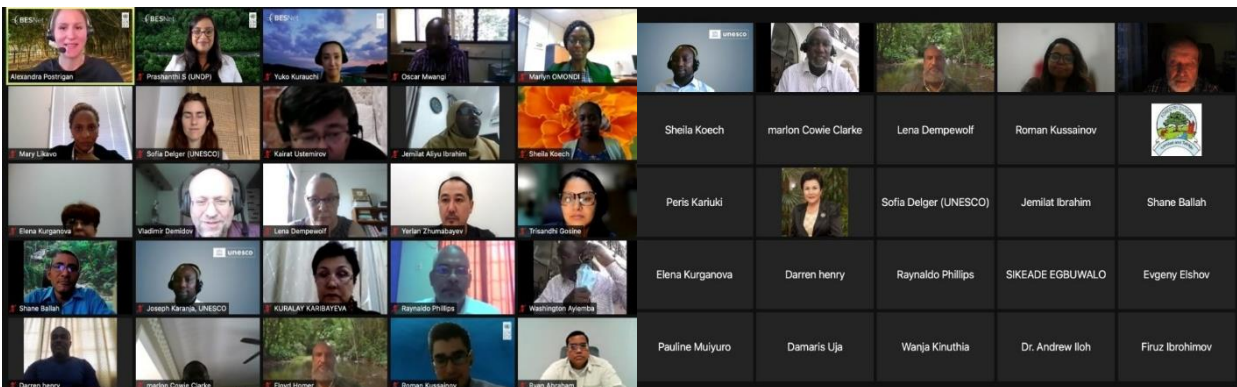 BESNet
BESNet
BESNet
Alexandra Postrigan
Prashanthi S (UNDP)
Yuko Kurauchi
Oscar Mwangi
Marlyn OMONDI
Mary Likavo
Sofia Delger (UNESCO)
Kairat Ustemirov
Jemilat Aliyu Ibrahim
Sheila Koech
Elena Kurganova
Vladimir Demidov
Lena Dempewolf
Yerlan Zhumabayev
Trisandhi Gosine
unesco
Shane Ballah
Joseph Karanja, UNESCO
KURALAY KARIBAYEVA
Raynaldo Phillips
Washington Ayiemba
Darren henry
marlon Cowie Clarke
Floyd Homer
Roman Kussainov
Ryan Abraham
unesco
Sheila Koech
marlon Cowie Clarke
Lena Dempewolf
Roman Kussainov
Peris Kariuki
Sofia Delger (UNESCO)
Jemilat Ibrahim
Shane Ballah
Elena Kurganova
Darren henry
Raynaldo Phillips
SIKEADE EGBUWALO
Evgeny Elshov
Pauline Muiyuro
Damaris Uja
Wanja Kinuthia
Dr. Andrew Iloh
Firuz Ibrohimov